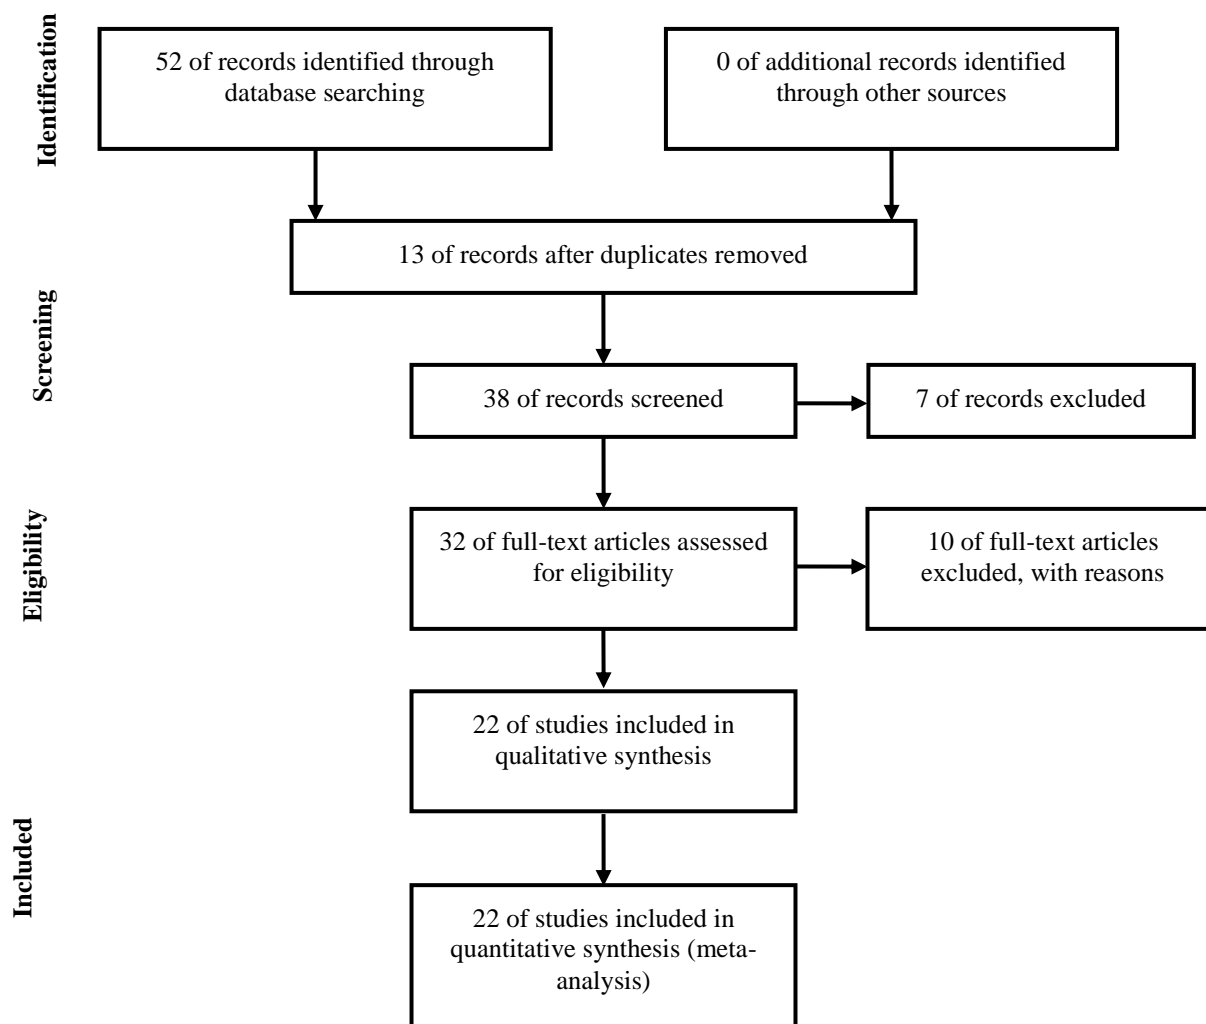 Identification
52 of records identified through
database searching
0 of additional records identified
through other sources
13 of records after duplicates removed
Screening
38 of records screened
7 of records excluded
Eligibility
32 of full-text articles assessed
for eligibility
10 of full-text articles
excluded, with reasons
22 of studies included in
qualitative synthesis
Included
22 of studies included in
quantitative synthesis (meta-
analysis)